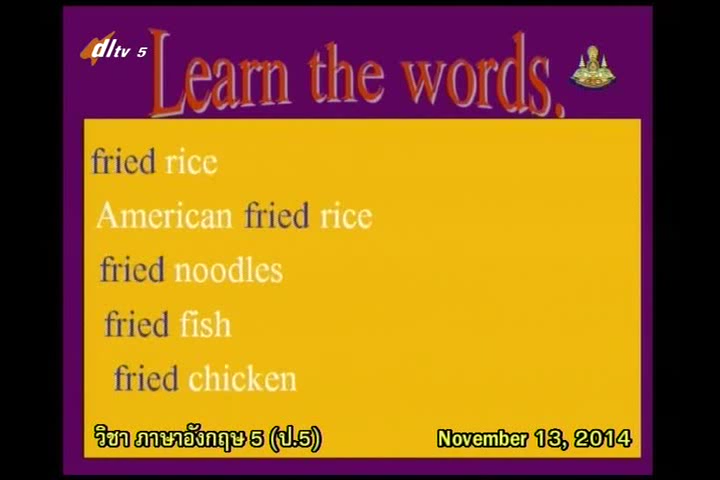 dltv 5
Learn the words.
fried rice
American fried rice
fried noodles
fried fish
fried chicken
วิชา ภาษาอังกฤษ 5 (ป.5)
November 13, 2014